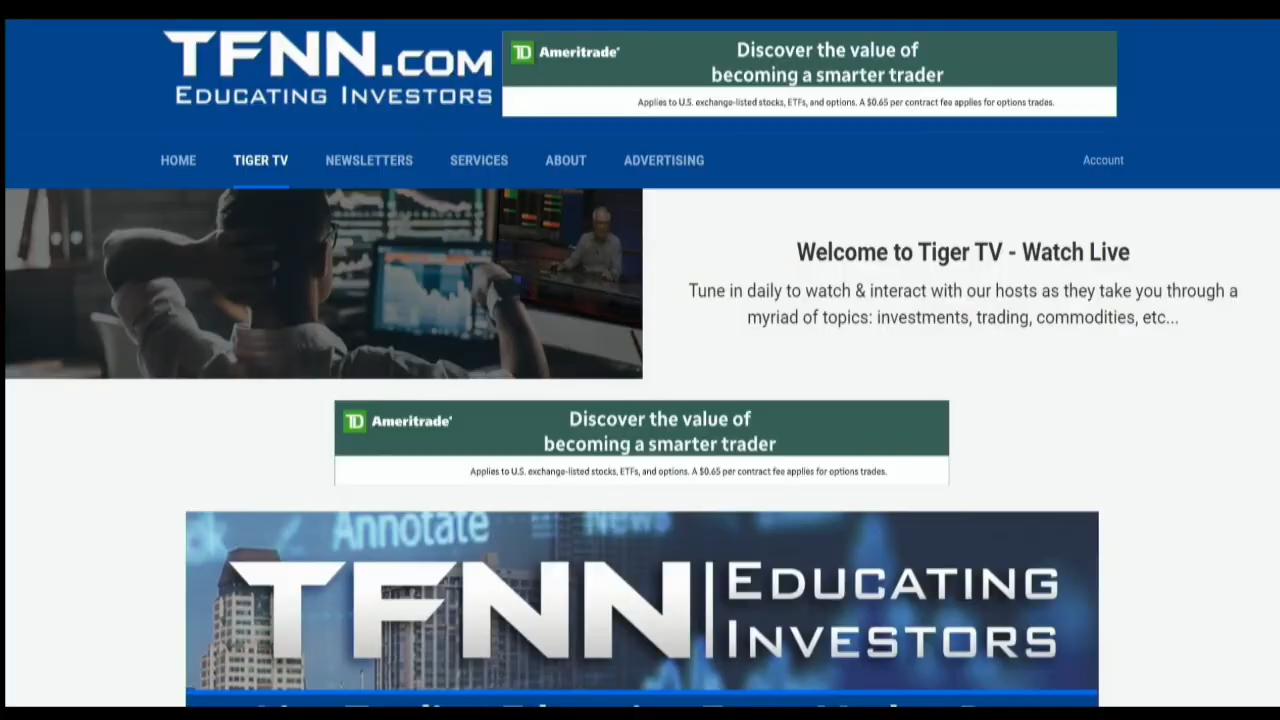 TFNN.COM
EDUCATING INVESTORS
TD Ameritrade
Discover the value of
becoming a smarter trader
Applies to U.S. exchange-listed stocks, ETFs, and options. A $0.65 per contract fee applies for options trades.
HOME TIGER TV NEWSLETTERS SERVICES ABOUT ADVERTISING Account
Welcome to Tiger TV - Watch Live
Tune in daily to watch & interact with our hosts as they take you through a
myriad of topics: investments, trading, commodities, etc...
TD Ameritrade
Discover the value of
becoming a smarter trader
Applies to U.S. exchange-listed stocks, ETFs, and options. A $0.65 per contract fee applies for options trades.
Annotate News
TFNN EDUCATING
INVESTORS